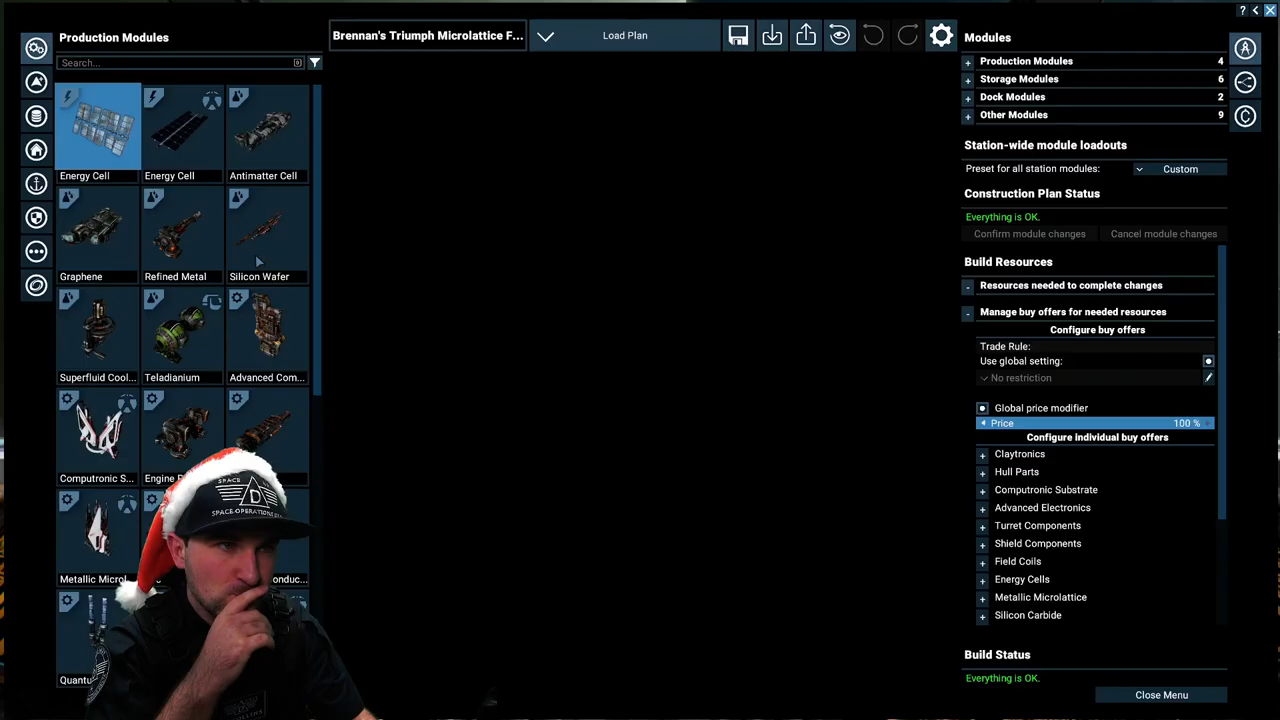 Production Modules
Search...
Energy Cell
Energy Cell
Antimatter Cell
Graphene
Refined Metal
Silicon Wafer
Superfluid Cool...
Teladianium
Advanced Com...
Computronic S...
Engine
Metallic Microl
onduc...
Quantu
SPACE
D
SPACE-OPERATIONS
Brennan's Triumph Microlattice F...
Load Plan
Modules
Production Modules 4
Storage Modules 6
Dock Modules 2
Other Modules 9
Station-wide module loadouts
Preset for all station modules: Custom
Construction Plan Status
Everything is OK.
Confirm module changes Cancel module changes
Build Resources
- Resources needed to complete changes
- Manage buy offers for needed resources
Configure buy offers
Trade Rule:
Use global setting:
No restriction
Global price modifier
Price 100 %
Configure individual buy offers
+ Claytronics
+ Hull Parts
+ Computronic Substrate
+ Advanced Electronics
+ Turret Components
+ Shield Components
+ Field Coils
+ Energy Cells
+ Metallic Microlattice
+ Silicon Carbide
Build Status
Everything is OK.
Close Menu